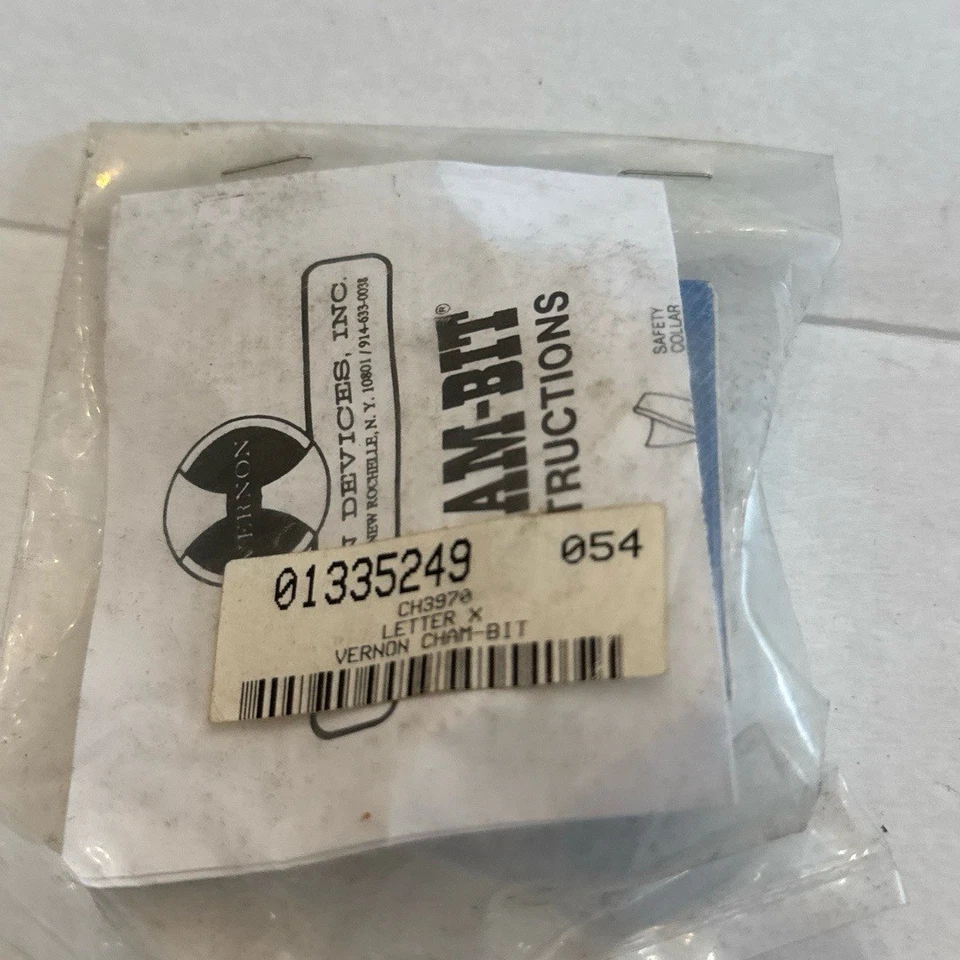 VERNON
DEVICES, INC.
NEW ROCHELLE, N. Y. 10801 / 914-633-0038
AM-BIT®
TRUCTIONS
SAFETY
COLLAR
01335249 054
CH3970
LETTER X
VERNON CHAM-BIT